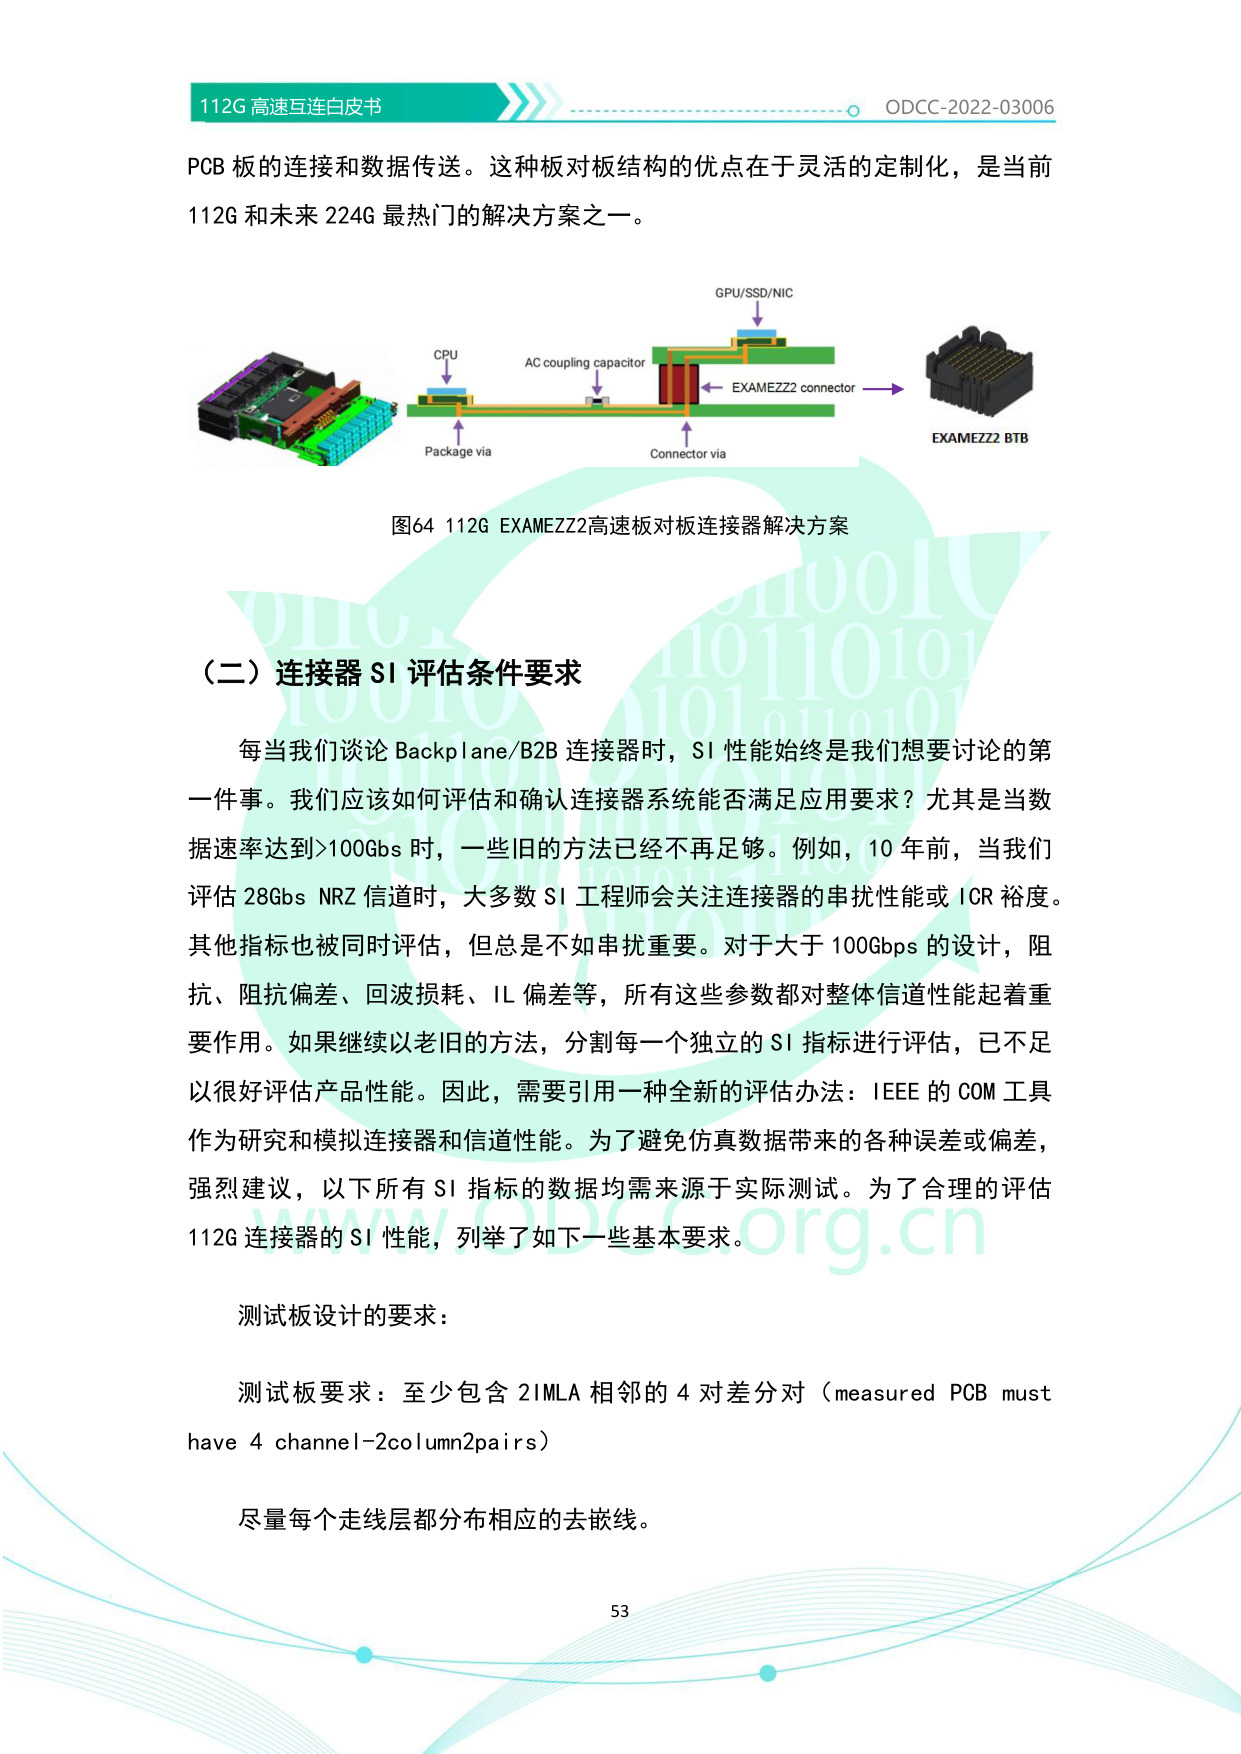 112G 高速互连白皮书
ODCC-2022-03006
PCB 板的连接和数据传送。这种板对板结构的优点在于灵活的定制化，是当前
112G 和未来 224G 最热门的解决方案之一。
GPU/SSD/NIC
CPU
AC coupling capacitor
EXAMEZZ2 connector
Package via
Connector via
EXAMEZZ2 BTB
图64 112G EXAMEZZ2高速板对板连接器解决方案
（二）连接器 SI 评估条件要求
每当我们谈论 Backplane/B2B 连接器时，SI 性能始终是我们想要讨论的第
一件事。我们应该如何评估和确认连接器系统能否满足应用要求？尤其是当数
据速率达到>100Gbs 时，一些旧的方法已经不再足够。例如，10 年前，当我们
评估 28Gbs NRZ 信道时，大多数 SI 工程师会关注连接器的串扰性能或 ICR 裕度。
其他指标也被同时评估，但总是不如串扰重要。对于大于 100Gbps 的设计，阻
抗、阻抗偏差、回波损耗、IL 偏差等，所有这些参数都对整体信道性能起着重
要作用。如果继续以老旧的方法，分割每一个独立的 SI 指标进行评估，已不足
以很好评估产品性能。因此，需要引用一种全新的评估办法：IEEE 的 COM 工具
作为研究和模拟连接器和信道性能。为了避免仿真数据带来的各种误差或偏差，
强烈建议，以下所有 SI 指标的数据均需来源于实际测试。为了合理的评估
112G 连接器的 SI 性能，列举了如下一些基本要求。
www.ODCC.org.cn
测试板设计的要求：
测试板要求：至少包含 2IMLA 相邻的 4 对差分对（measured PCB must
have 4 channel-2column2pairs）
尽量每个走线层都分布相应的去嵌线。
53